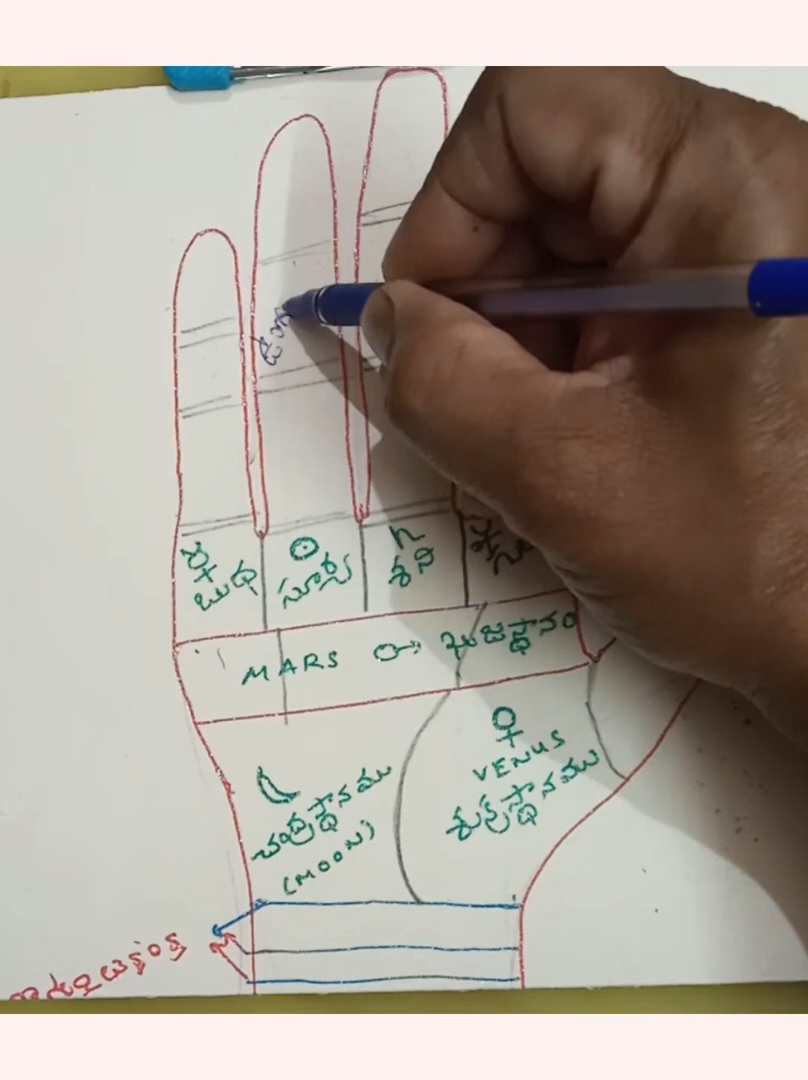 ☿ బుధ
☉ సూర్య
♄ శని
MARS ♂ కుజస్థానం
♀
VENUS
శుక్రస్థానము
☾
చంద్రస్థానము
(MOON)